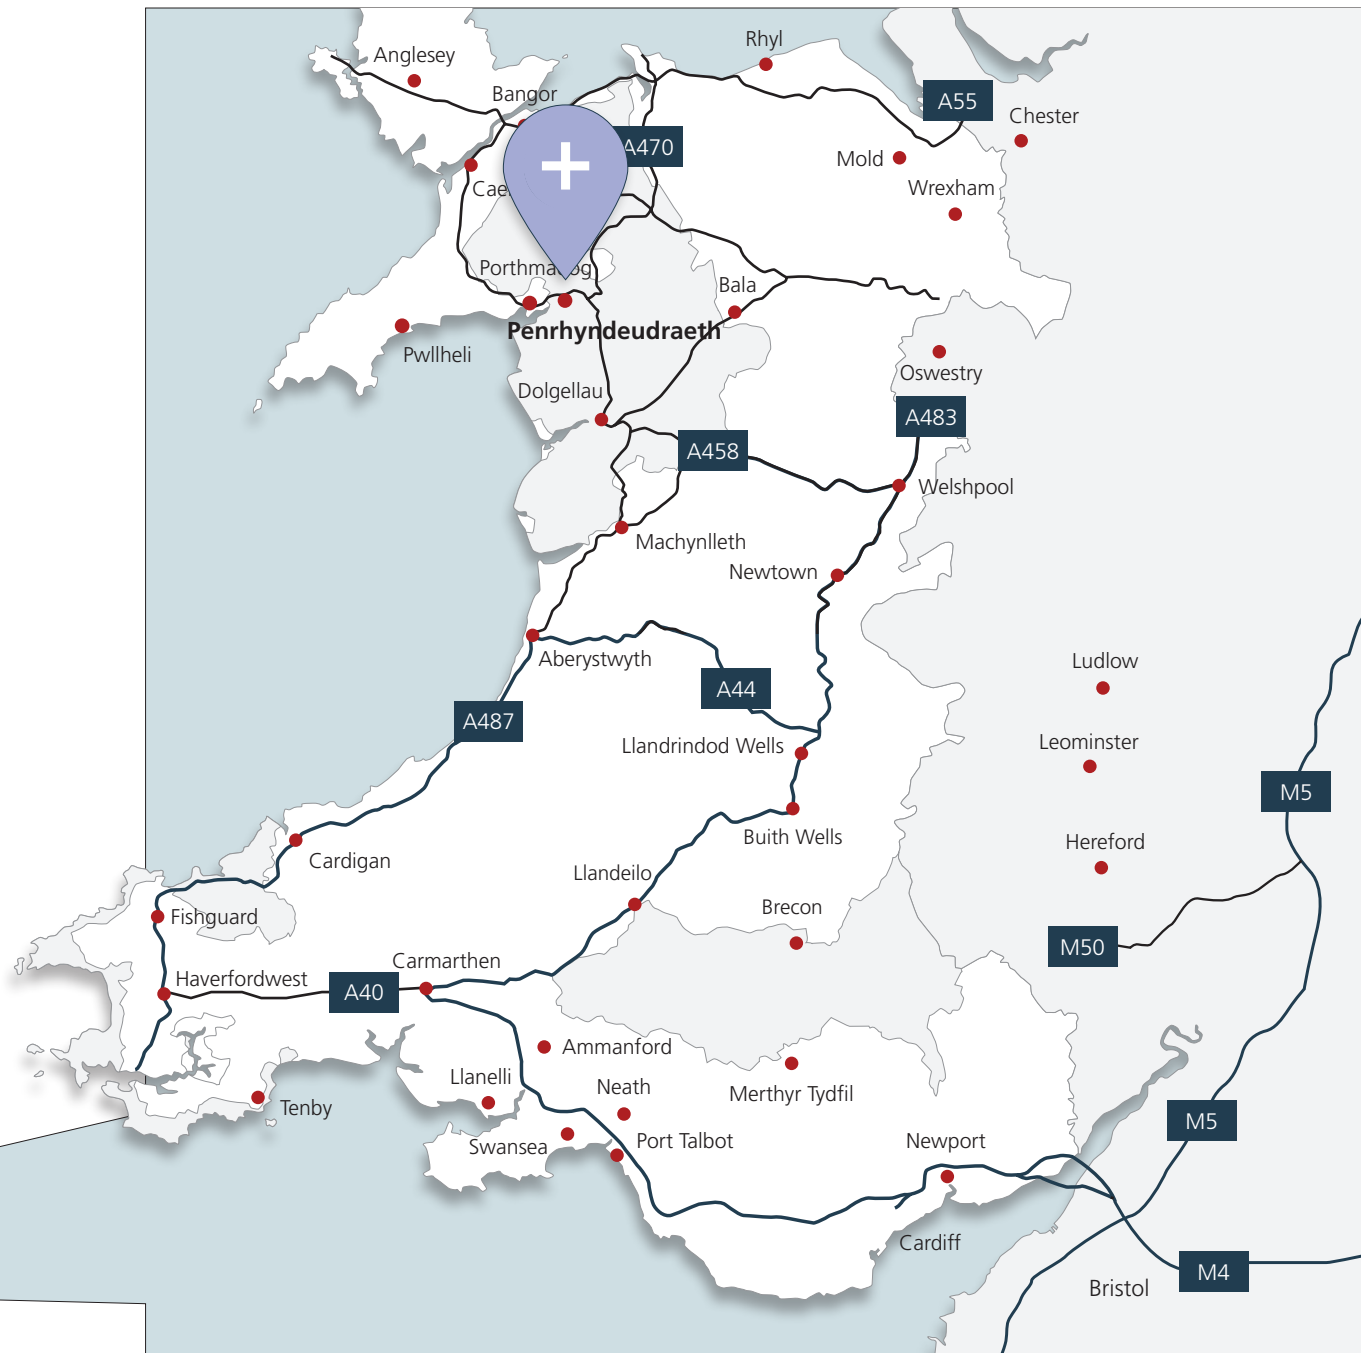 Rhyl
Anglesey
Bangor
A55
Chester
A470
Mold
Wrexham
Porthmadog
Bala
Penrhyndeudraeth
Pwllheli
Oswestry
Dolgellau
A483
A458
Welshpool
Machynlleth
Newtown
Aberystwyth
Ludlow
A44
A487
Llandrindod Wells
Leominster
M5
Buith Wells
Hereford
Cardigan
Llandeilo
Brecon
Fishguard
M50
Carmarthen
Haverfordwest
A40
Ammanford
Llanelli
Neath
Merthyr Tydfil
Tenby
M5
Swansea
Port Talbot
Newport
Cardiff
M4
Bristol